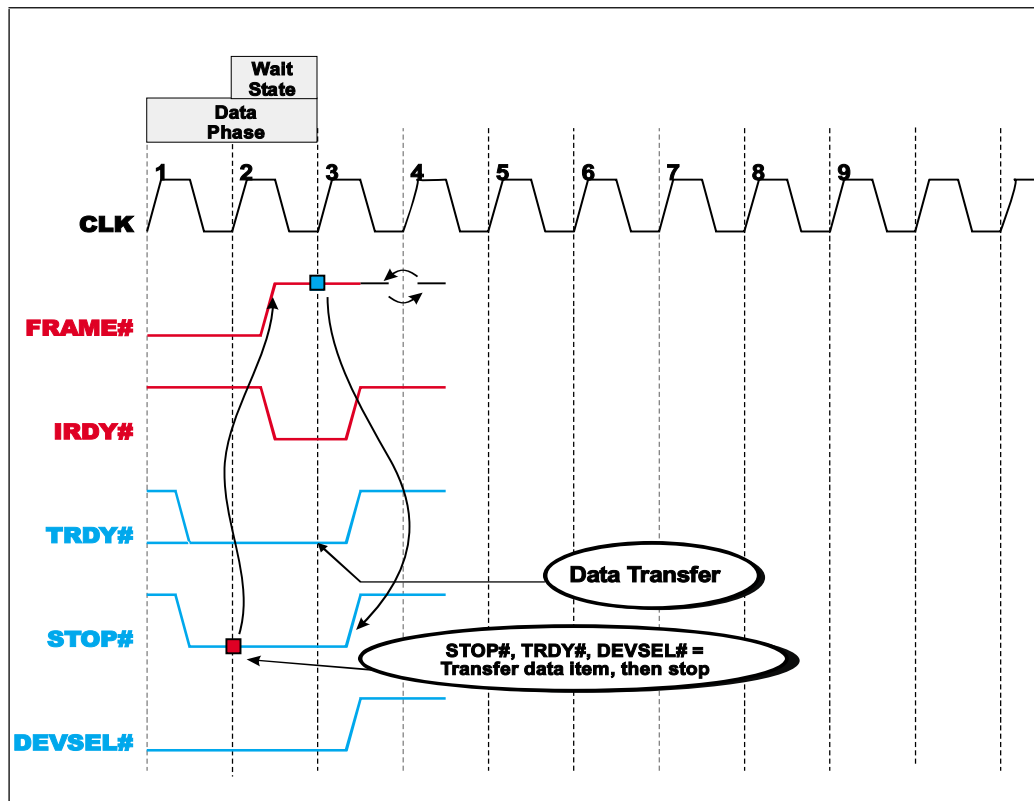 Wait
State
Data
Phase
1 2 3 4 5 6 7 8 9
CLK
FRAME#
IRDY#
TRDY#
Data Transfer
STOP#
STOP#, TRDY#, DEVSEL# =
Transfer data item, then stop
DEVSEL#